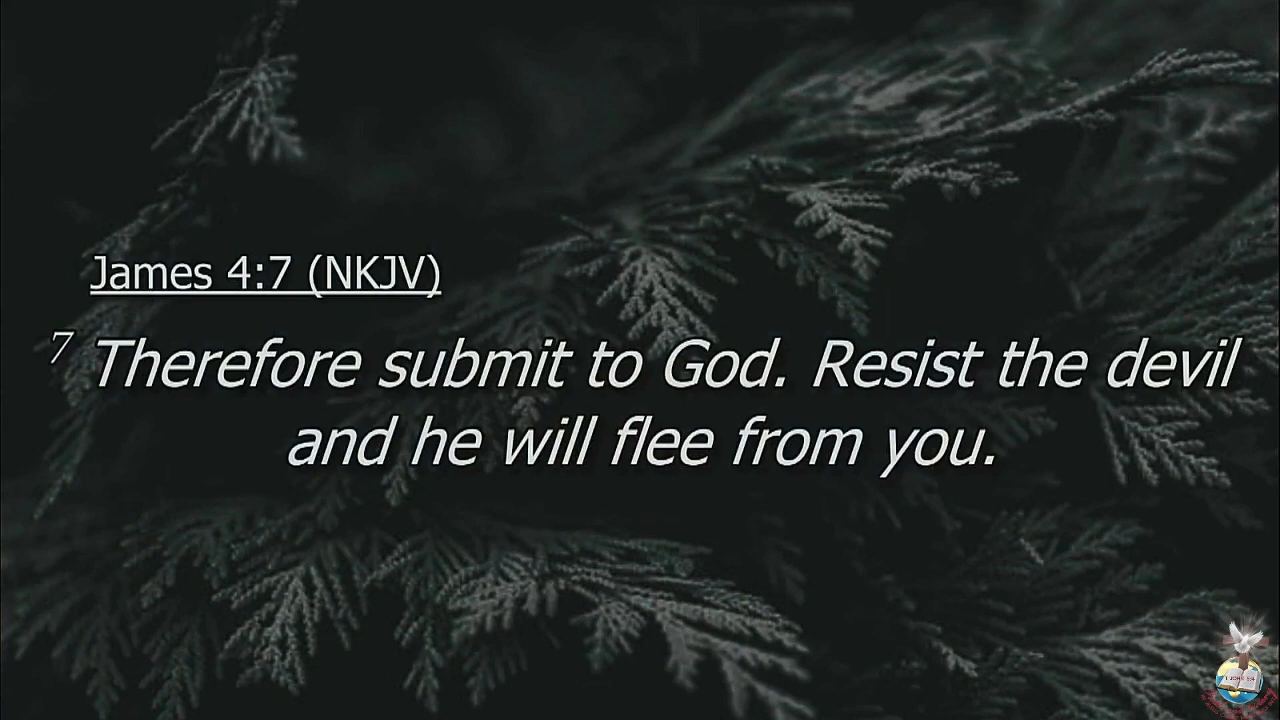 James 4:7 (NKJV)
7 Therefore submit to God. Resist the devil
and he will flee from you.